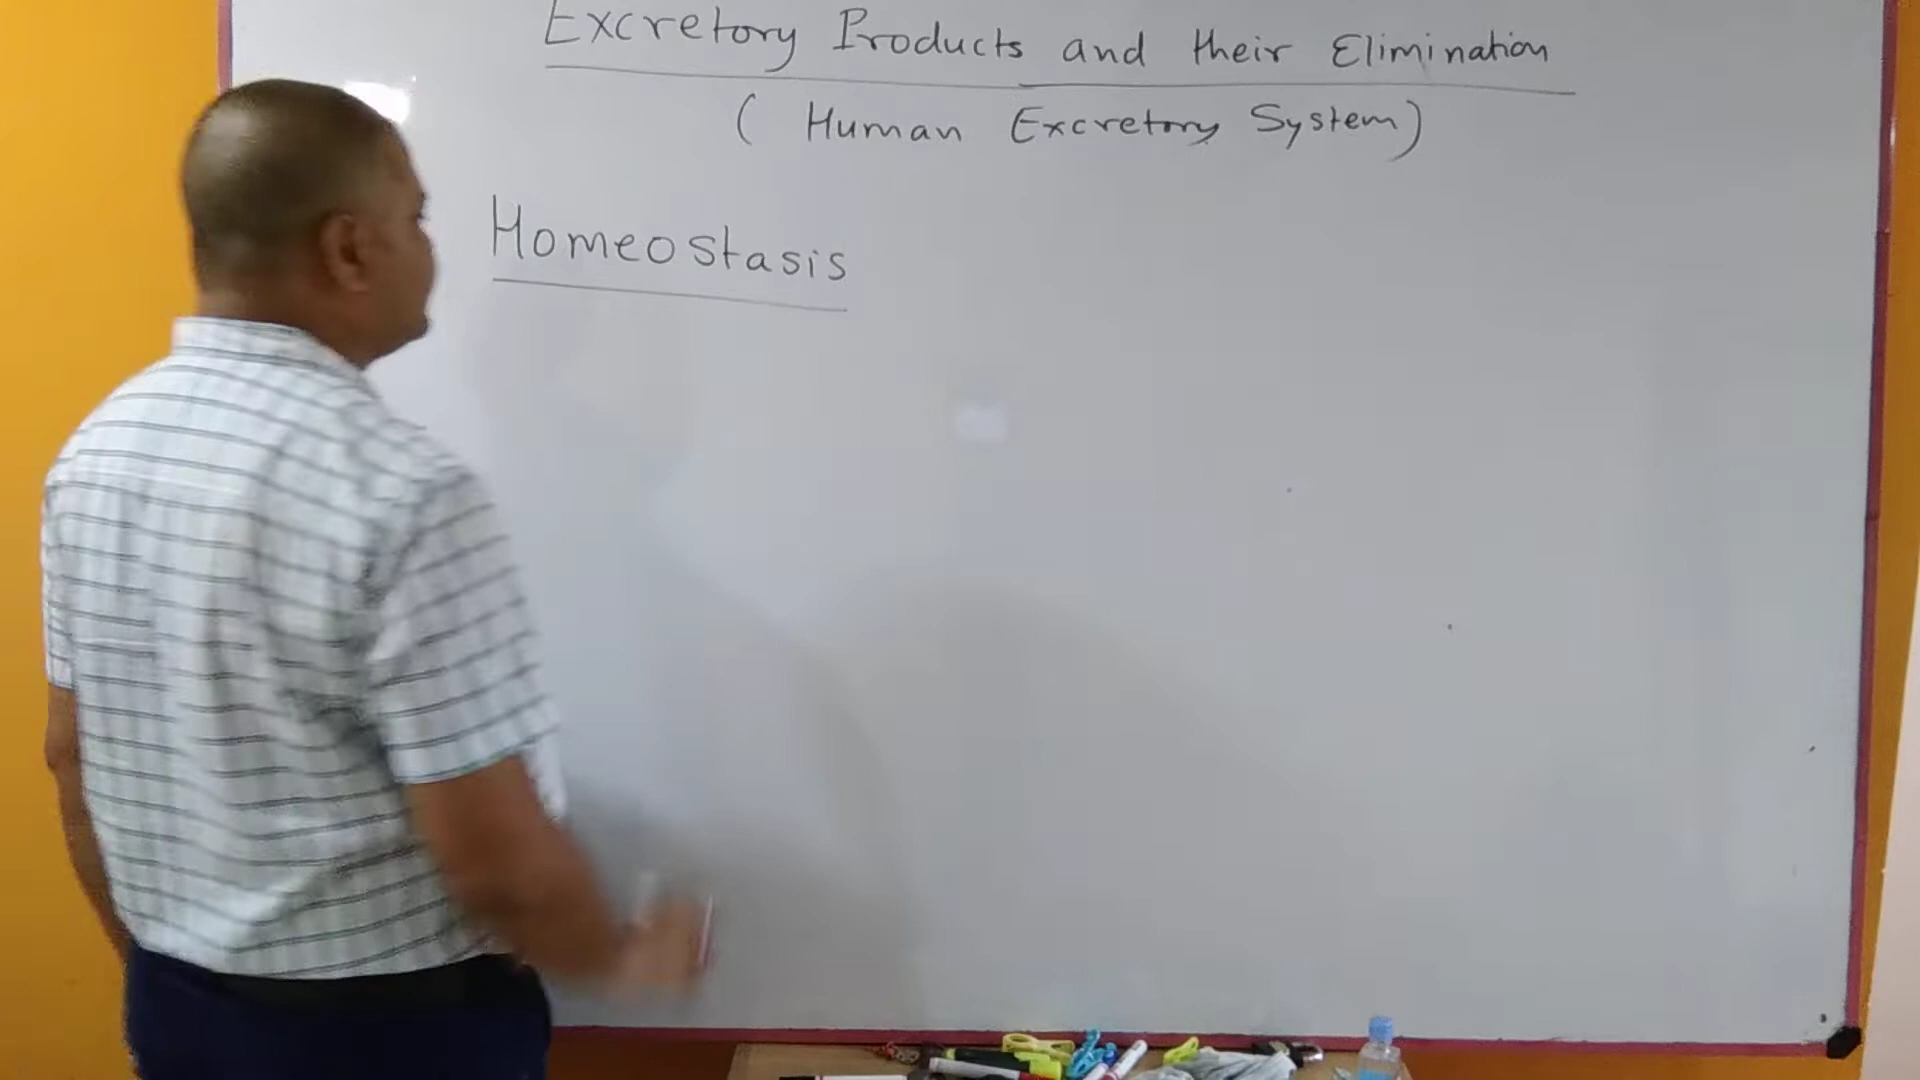 Excretory Products and their Elimination
( Human Excretory System)
Homeostasis